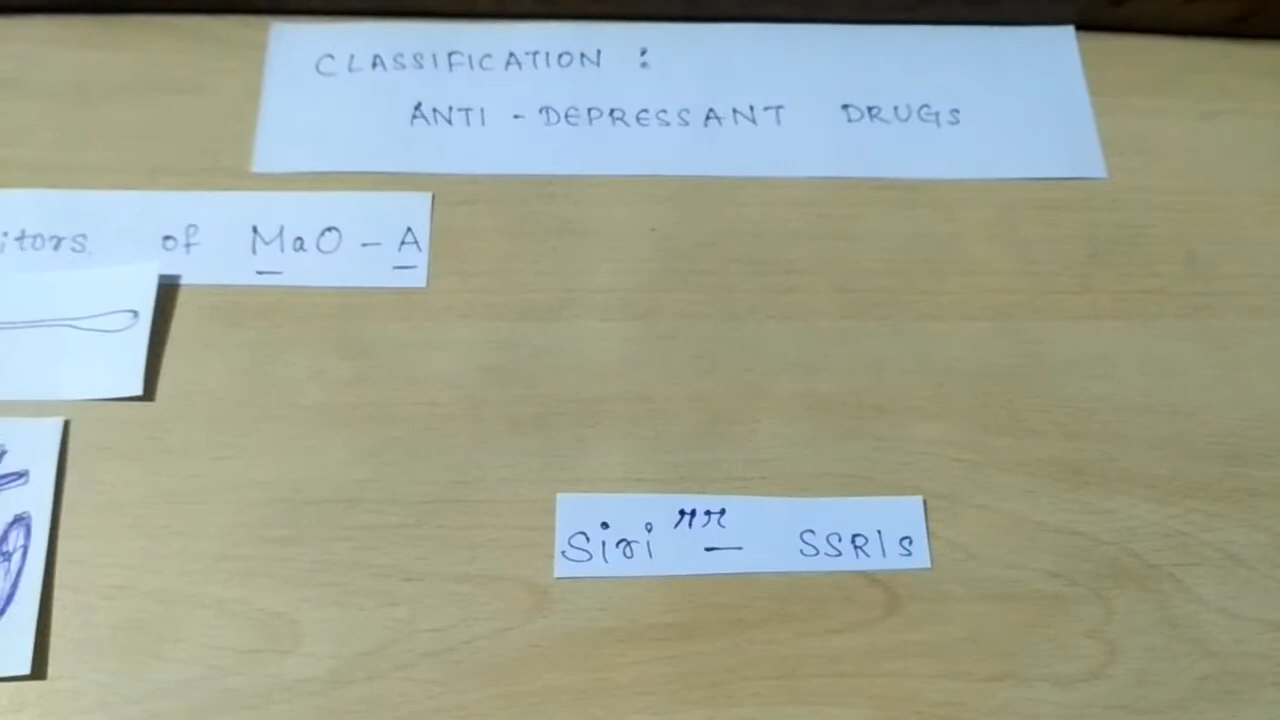 CLASSIFICATION :
ANTI - DEPRESSANT DRUGS
itors of MaO - A
Siri - SSRIs